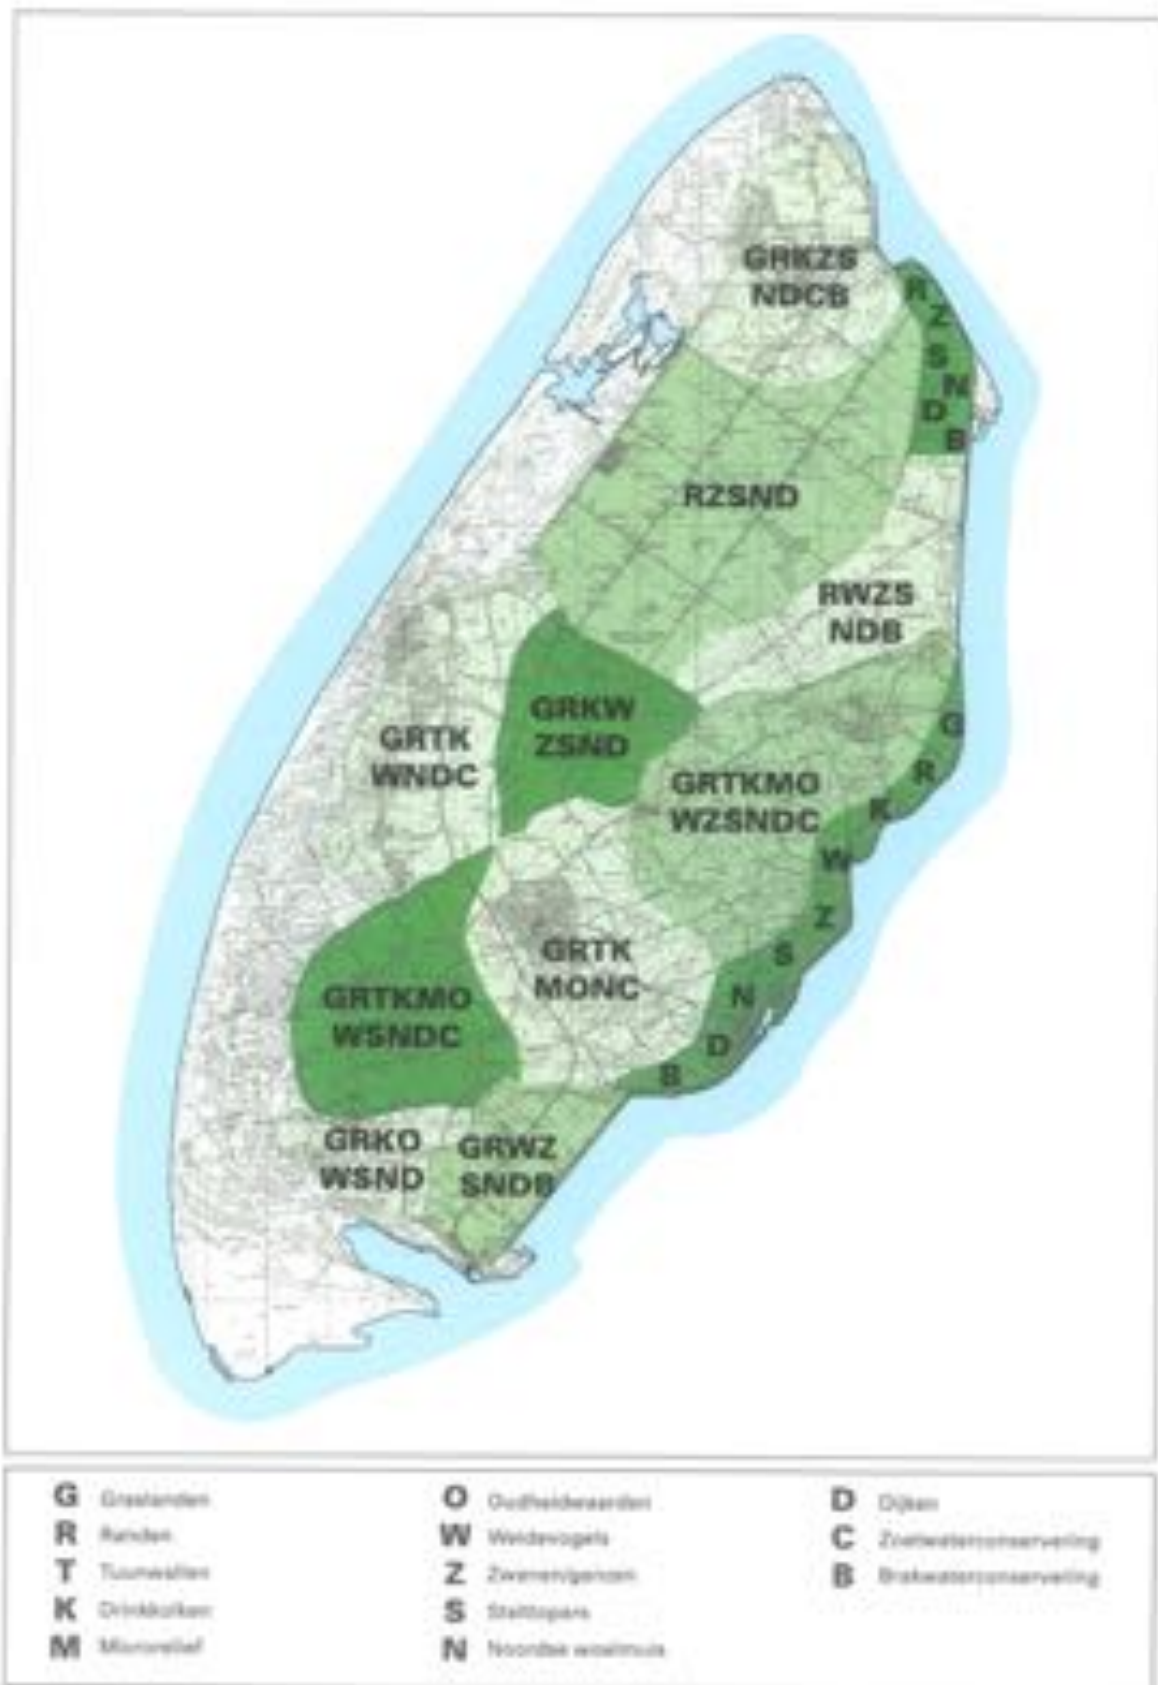 GRKZS
NDCB
R
Z
S
N
D
B
RZSND
RWZS
NDB
GRKW
ZSND
GRTK
WNDC
GRTKMO
WZSNDC
G
R
K
W
Z
S
N
D
B
GRTK
MONC
GRTKMO
WSNDC
GRKO
WSND
GRWZ
SNDB
G Graslanden
R Randen
T Tuunwallen
K Drinkkolken
M Microreliëf
O Oudheidwaarden
W Weidevogels
Z Zwanen/ganzen
S Steltlopers
N Noordse woelmuis
D Dijken
C Zoetwaterconservering
B Brakwaterconservering